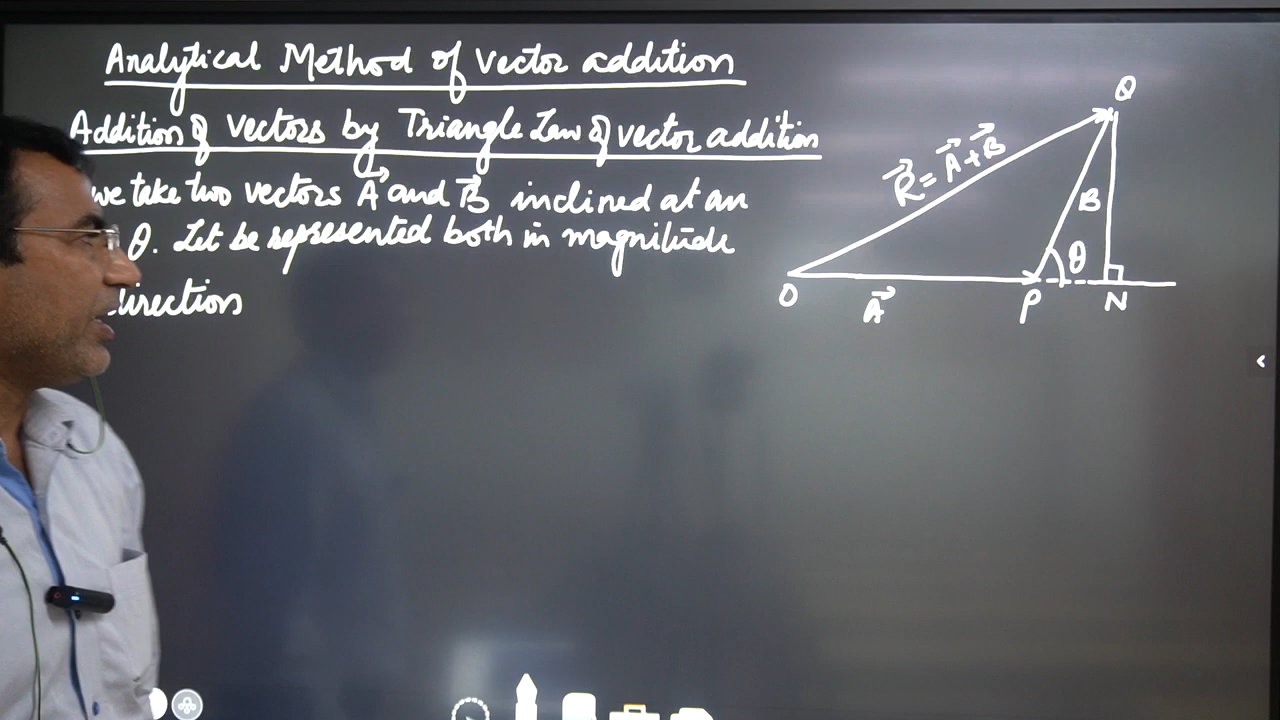 Analytical Method of vector addition
Addition of vectors by Triangle Law of vector addition
we take two vectors A⃗ and B⃗ inclined at an
θ. Let be represented both in magnitude
directions
Q
R⃗ = A⃗ + B⃗
B
θ
O
A⃗
P
N